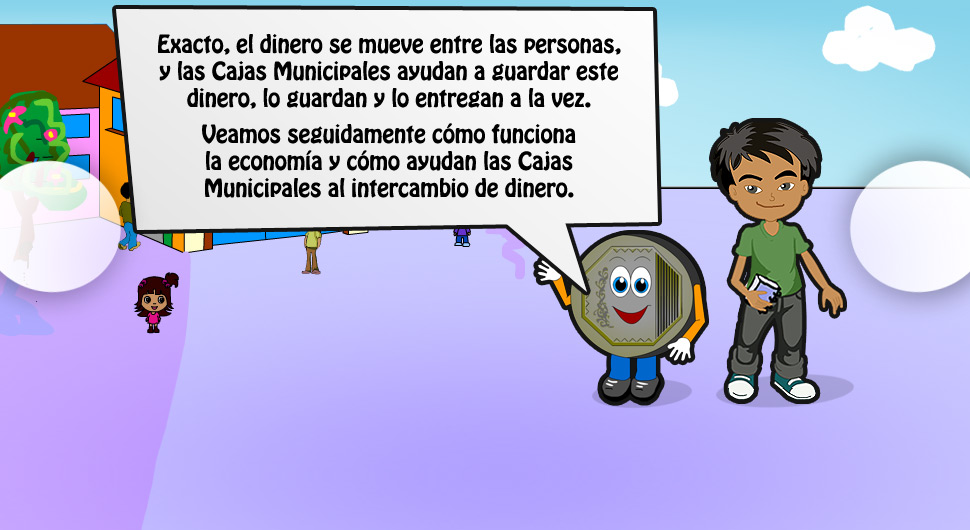 Exacto, el dinero se mueve entre las personas,
y las Cajas Municipales ayudan a guardar este
dinero, lo guardan y lo entregan a la vez.
Veamos seguidamente cómo funciona
la economía y cómo ayudan las Cajas
Municipales al intercambio de dinero.